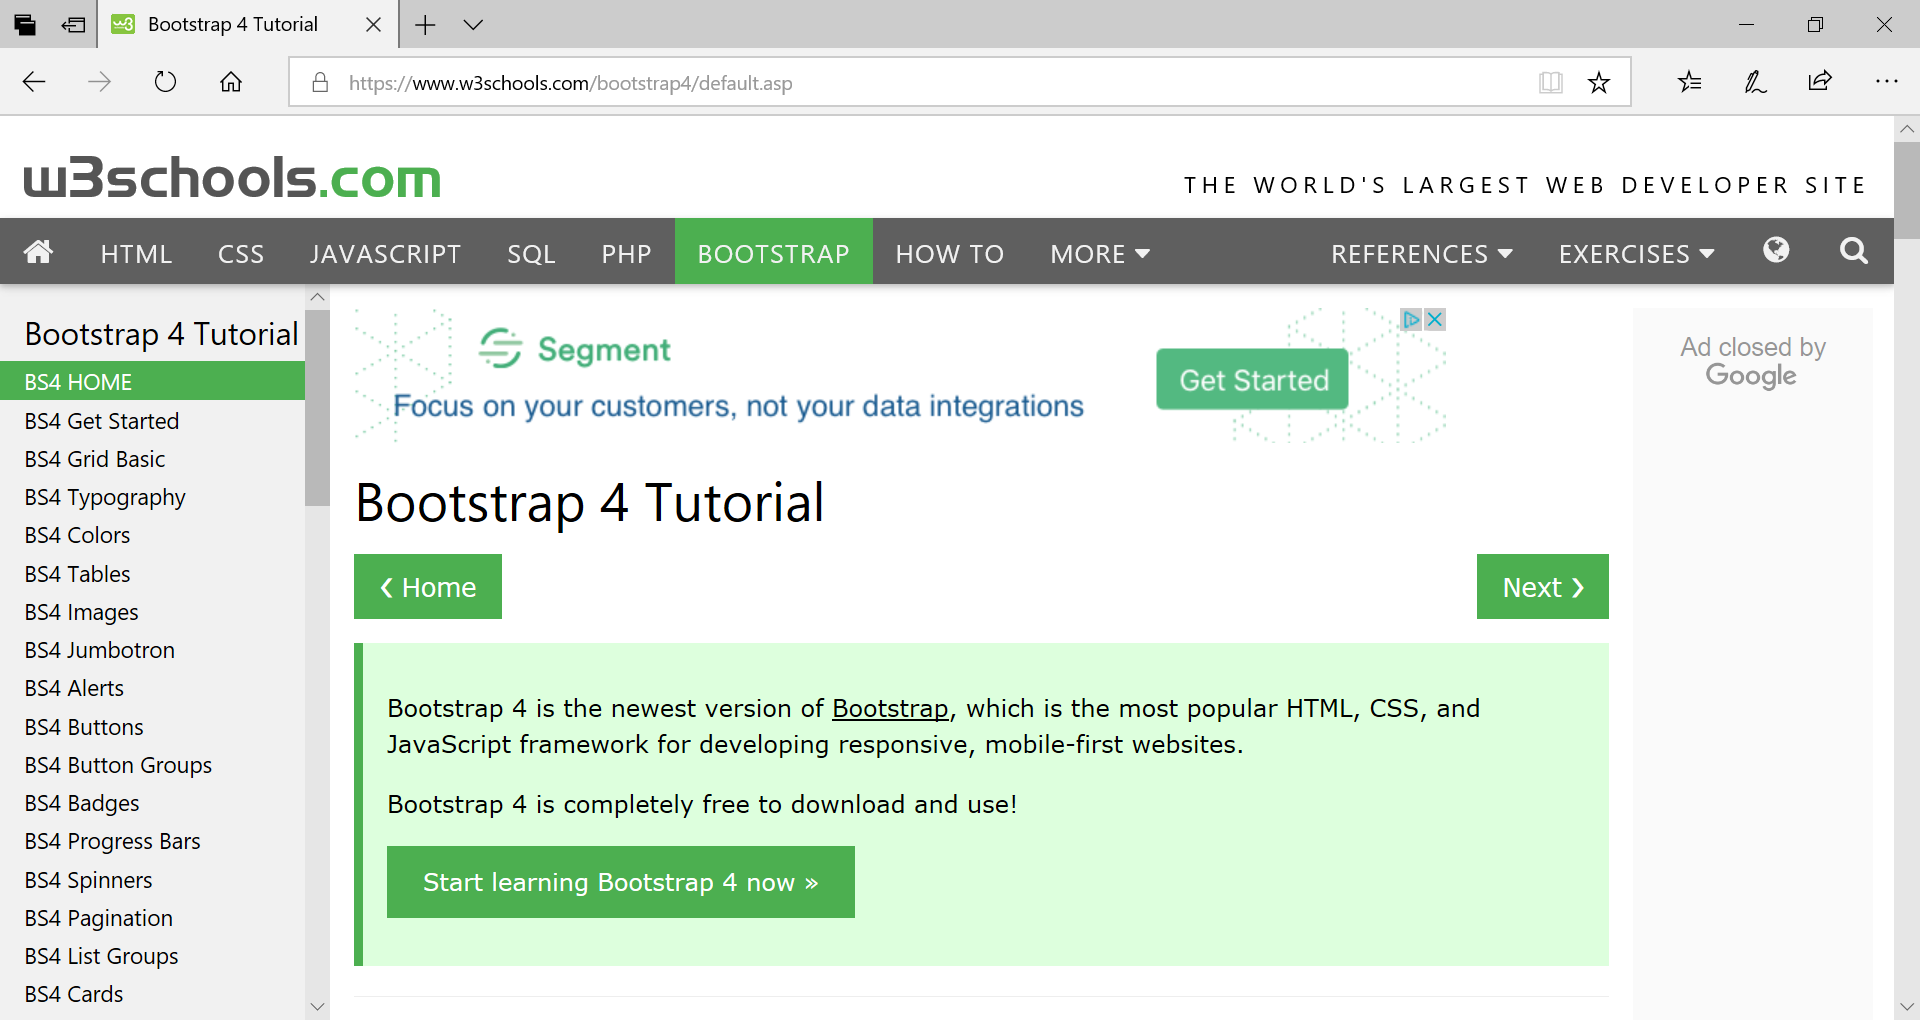 Bootstrap 4 Tutorial
https://www.w3schools.com/bootstrap4/default.asp
w3schools.com
THE WORLD'S LARGEST WEB DEVELOPER SITE
HTML CSS JAVASCRIPT SQL PHP BOOTSTRAP HOW TO MORE REFERENCES EXERCISES
Bootstrap 4 Tutorial
BS4 HOME
BS4 Get Started
BS4 Grid Basic
BS4 Typography
BS4 Colors
BS4 Tables
BS4 Images
BS4 Jumbotron
BS4 Alerts
BS4 Buttons
BS4 Button Groups
BS4 Badges
BS4 Progress Bars
BS4 Spinners
BS4 Pagination
BS4 List Groups
BS4 Cards
Segment
Focus on your customers, not your data integrations
Get Started
Ad closed by
Google
Bootstrap 4 Tutorial
❮ Home
Next ❯
Bootstrap 4 is the newest version of Bootstrap, which is the most popular HTML, CSS, and
JavaScript framework for developing responsive, mobile-first websites.
Bootstrap 4 is completely free to download and use!
Start learning Bootstrap 4 now »